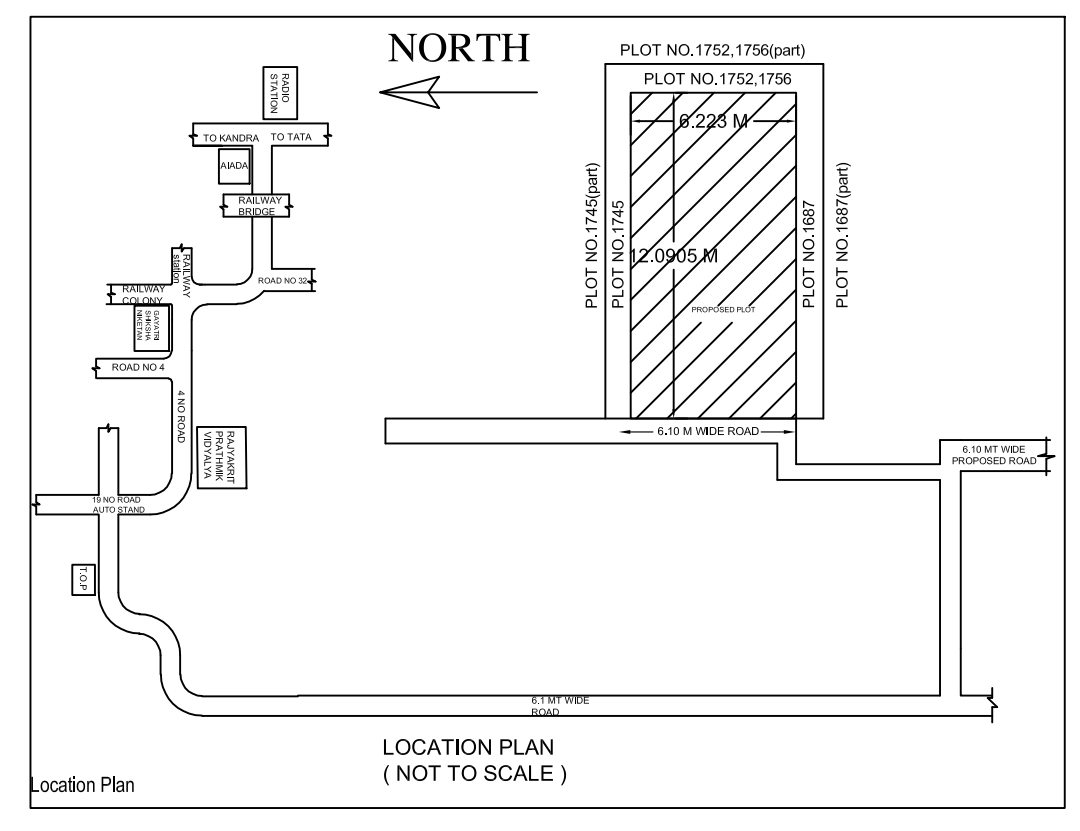 NORTH
PLOT NO.1752,1756(part)
PLOT NO.1752,1756
6.223 M
12.0905 M
PROPOSED PLOT
PLOT NO.1745(part)
PLOT NO.1745
PLOT NO.1687
PLOT NO.1687(part)
6.10 M WIDE ROAD
6.10 MT WIDE
PROPOSED ROAD
RADIO
STATION
TO KANDRA
TO TATA
AIADA
RAILWAY
BRIDGE
RAILWAY
station
ROAD NO 32
RAILWAY
COLONY
GAYATRI
SHIKSHA
NIKETAN
ROAD NO 4
4 NO ROAD
RAJYAKRIT
PRATHMIK
VIDYALYA
19 NO ROAD
AUTO STAND
T.O.P
6.1 MT WIDE
ROAD
LOCATION PLAN
( NOT TO SCALE )
Location Plan